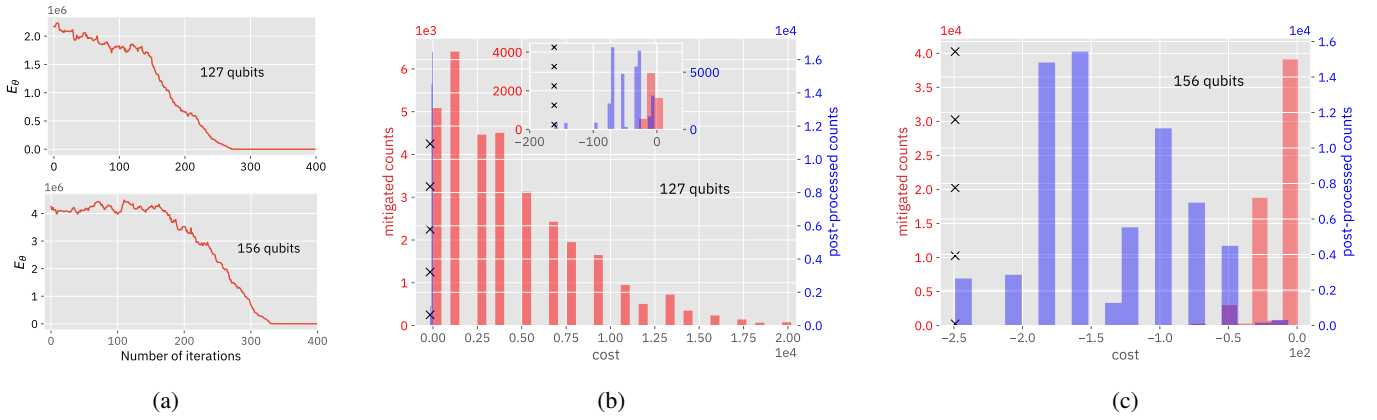 1e6
2.0
1.5
1.0
0.5
0.0
E_θ
127 qubits
0 100 200 300 400
1e6
4
3
2
1
0
E_θ
156 qubits
0 100 200 300 400
Number of iterations
(a)
1e3
1e4
6
5
4
3
2
1
0
mitigated counts
4000
2000
0
5000
0
−200 −100 0
127 qubits
1.6
1.4
1.2
1.0
0.8
0.6
0.4
0.2
0.0
post-processed counts
0.00 0.25 0.50 0.75 1.00 1.25 1.50 1.75 2.00
cost
1e4
(b)
1e4
1e4
4.0
3.5
3.0
2.5
2.0
1.5
1.0
0.5
0.0
mitigated counts
156 qubits
1.6
1.4
1.2
1.0
0.8
0.6
0.4
0.2
0.0
post-processed counts
−2.5 −2.0 −1.5 −1.0 −0.5 0.0
cost
1e2
(c)